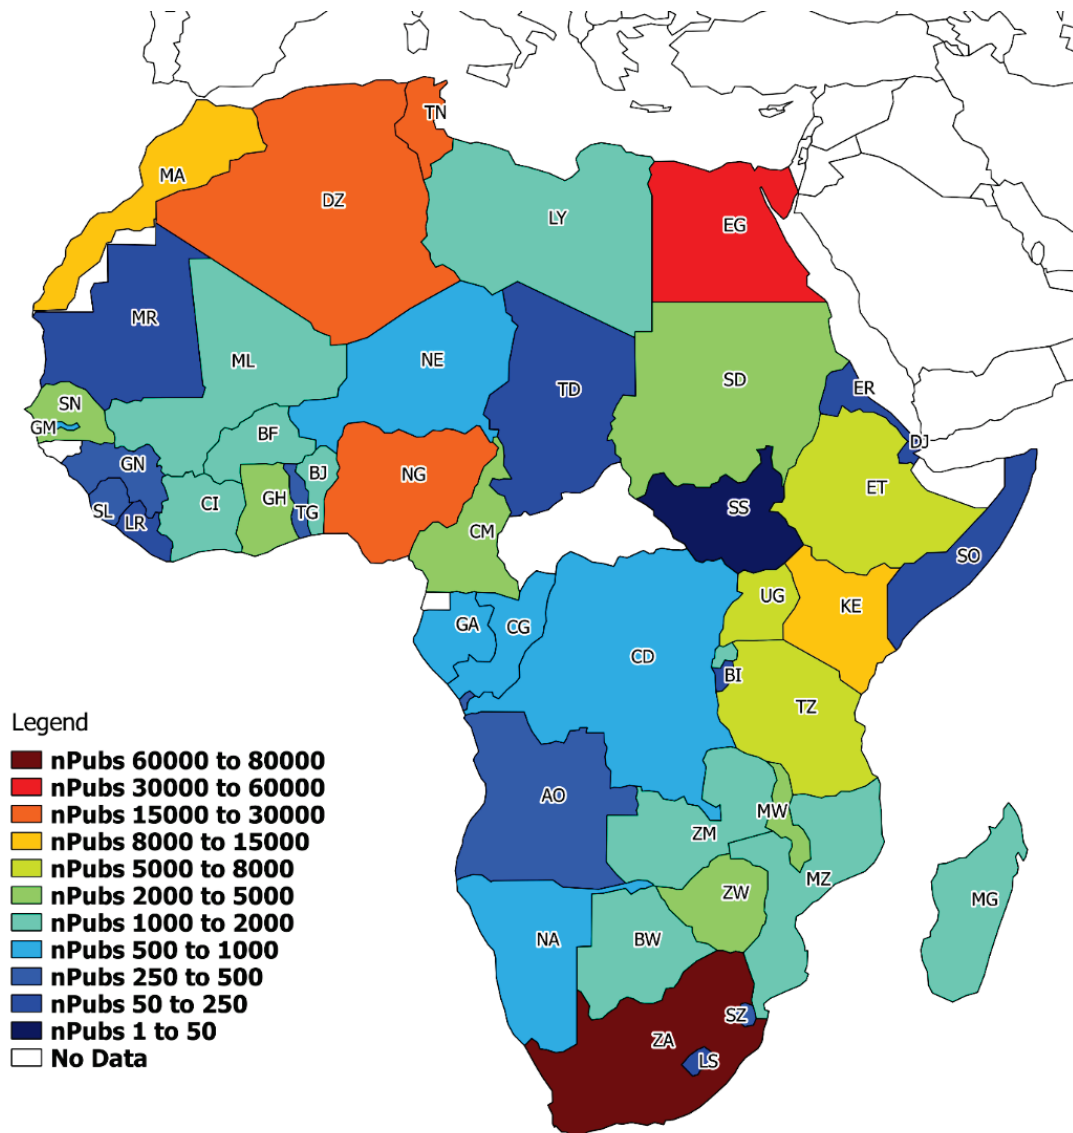 TN
MA
DZ
LY
EG
MR
ML
NE
TD
SD
ER
SN
GM
BF
DJ
GN
BJ
NG
GH
ET
CI
SL
LR
TG
SS
CM
SO
UG
KE
GA
CG
CD
BI
TZ
AO
MW
ZM
MZ
ZW
MG
NA
BW
SZ
ZA
LS
Legend
nPubs 60000 to 80000
nPubs 30000 to 60000
nPubs 15000 to 30000
nPubs 8000 to 15000
nPubs 5000 to 8000
nPubs 2000 to 5000
nPubs 1000 to 2000
nPubs 500 to 1000
nPubs 250 to 500
nPubs 50 to 250
nPubs 1 to 50
No Data